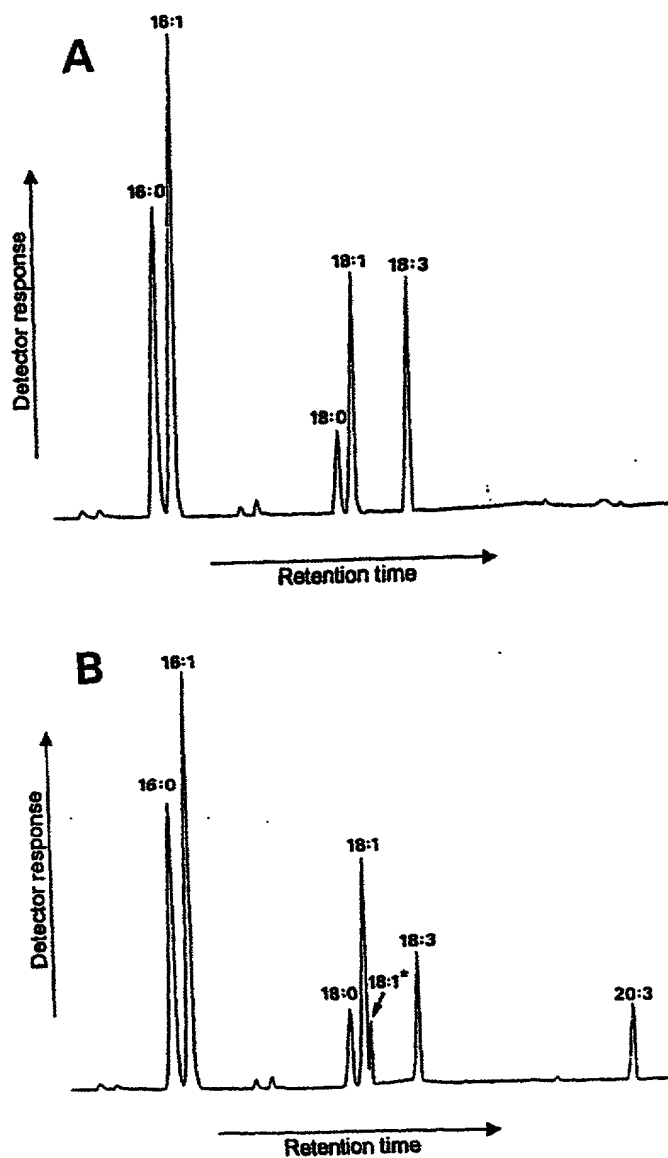 A
16:1
16:0
18:1
18:3
18:0
Detector response
Retention time
B
16:1
16:0
18:1
18:3
18:0
18:1*
20:3
Detector response
Retention time